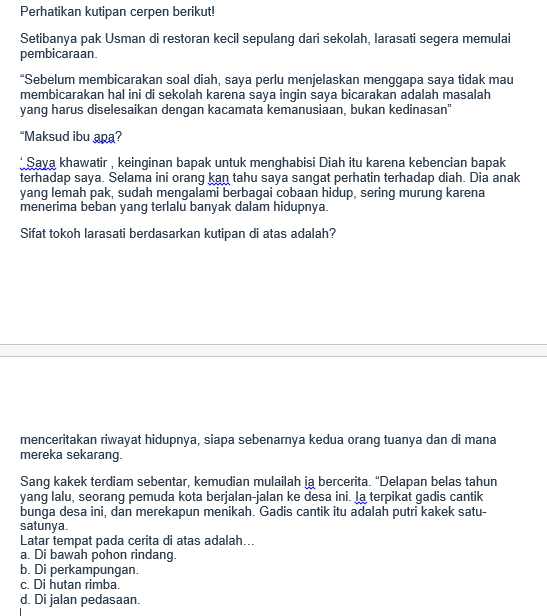 Perhatikan kutipan cerpen berikut!
Setibanya pak Usman di restoran kecil sepulang dari sekolah, larasati segera memulai
pembicaraan.
“Sebelum membicarakan soal diah, saya perlu menjelaskan menggapa saya tidak mau
membicarakan hal ini di sekolah karena saya ingin saya bicarakan adalah masalah
yang harus diselesaikan dengan kacamata kemanusiaan, bukan kedinasan”
“Maksud ibu apa?
‘ Saya khawatir , keinginan bapak untuk menghabisi Diah itu karena kebencian bapak
terhadap saya. Selama ini orang kan tahu saya sangat perhatin terhadap diah. Dia anak
yang lemah pak, sudah mengalami berbagai cobaan hidup, sering murung karena
menerima beban yang terlalu banyak dalam hidupnya.
Sifat tokoh larasati berdasarkan kutipan di atas adalah?
menceritakan riwayat hidupnya, siapa sebenarnya kedua orang tuanya dan di mana
mereka sekarang.
Sang kakek terdiam sebentar, kemudian mulailah ia bercerita. “Delapan belas tahun
yang lalu, seorang pemuda kota berjalan-jalan ke desa ini. Ia terpikat gadis cantik
bunga desa ini, dan merekapun menikah. Gadis cantik itu adalah putri kakek satu-
satunya.
Latar tempat pada cerita di atas adalah…
a. Di bawah pohon rindang.
b. Di perkampungan.
c. Di hutan rimba.
d. Di jalan pedasaan.